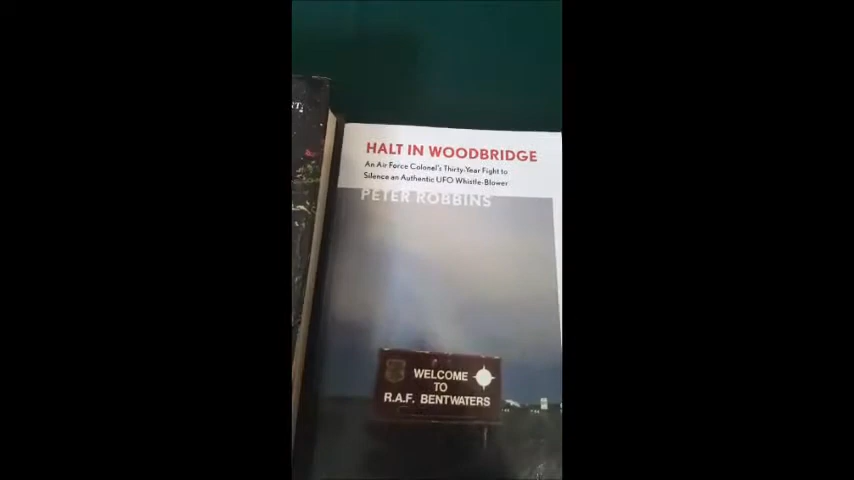 NT,
HALT IN WOODBRIDGE
An Air Force Colonel's Thirty-Year Fight to
Silence an Authentic UFO Whistle-Blower
PETER ROBBINS
WELCOME
TO
R.A.F. BENTWATERS